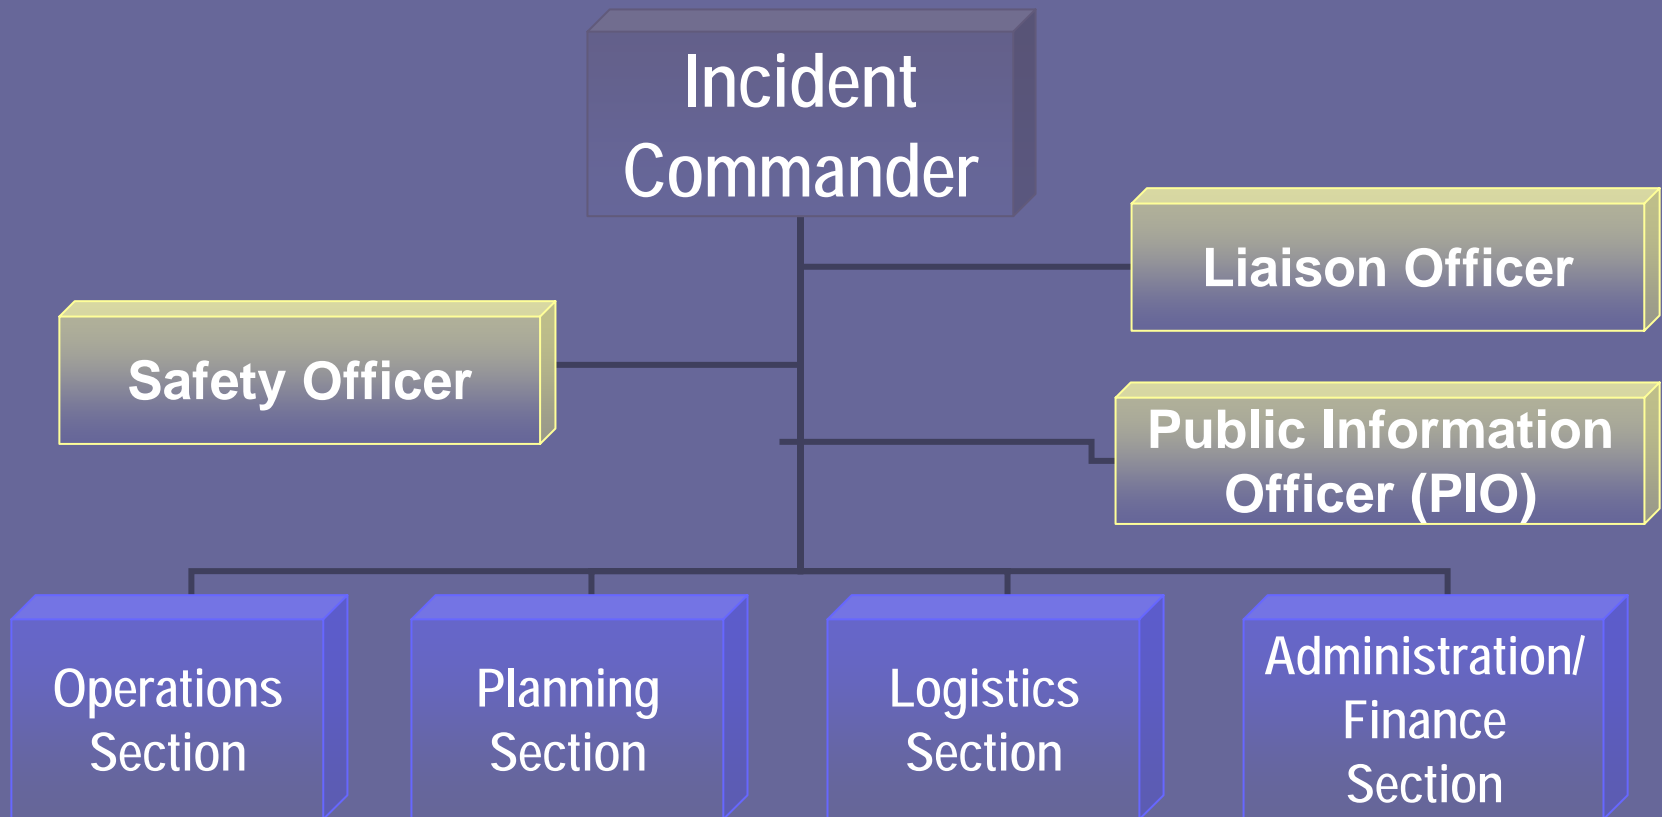 Incident
Commander
Liaison Officer
Safety Officer
Public Information
Officer (PIO)
Operations
Section
Planning
Section
Logistics
Section
Administration/
Finance
Section